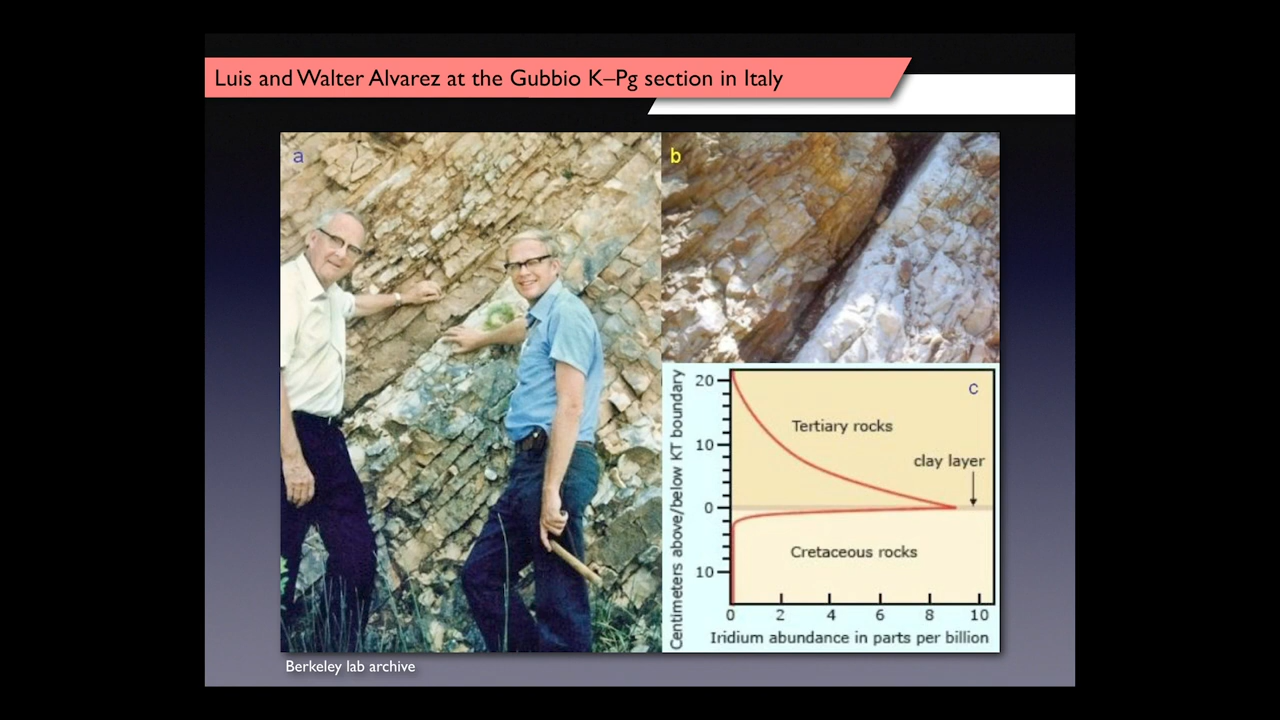 Luis and Walter Alvarez at the Gubbio K–Pg section in Italy
a
b
c
Centimeters above/below KT boundary
20
10
0
10
Tertiary rocks
clay layer
Cretaceous rocks
0 2 4 6 8 10
Iridium abundance in parts per billion
Berkeley lab archive